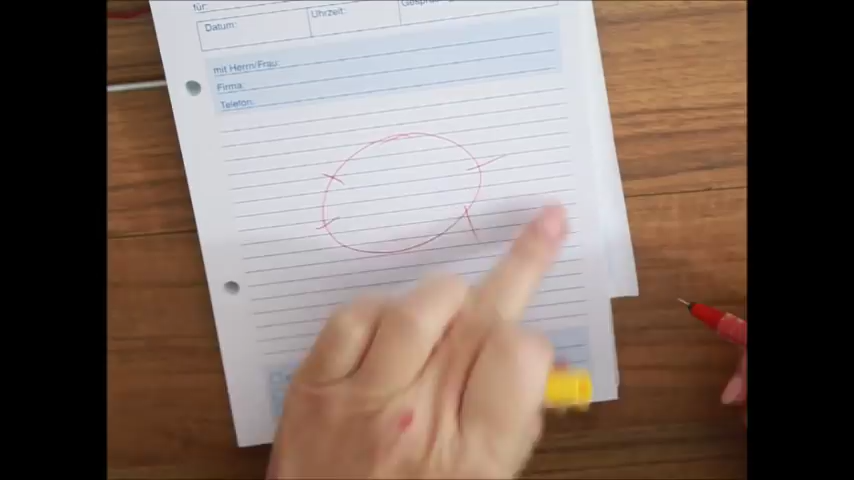 für:
Datum:
Uhrzeit:
mit Herrn/Frau:
Firma:
Telefon: